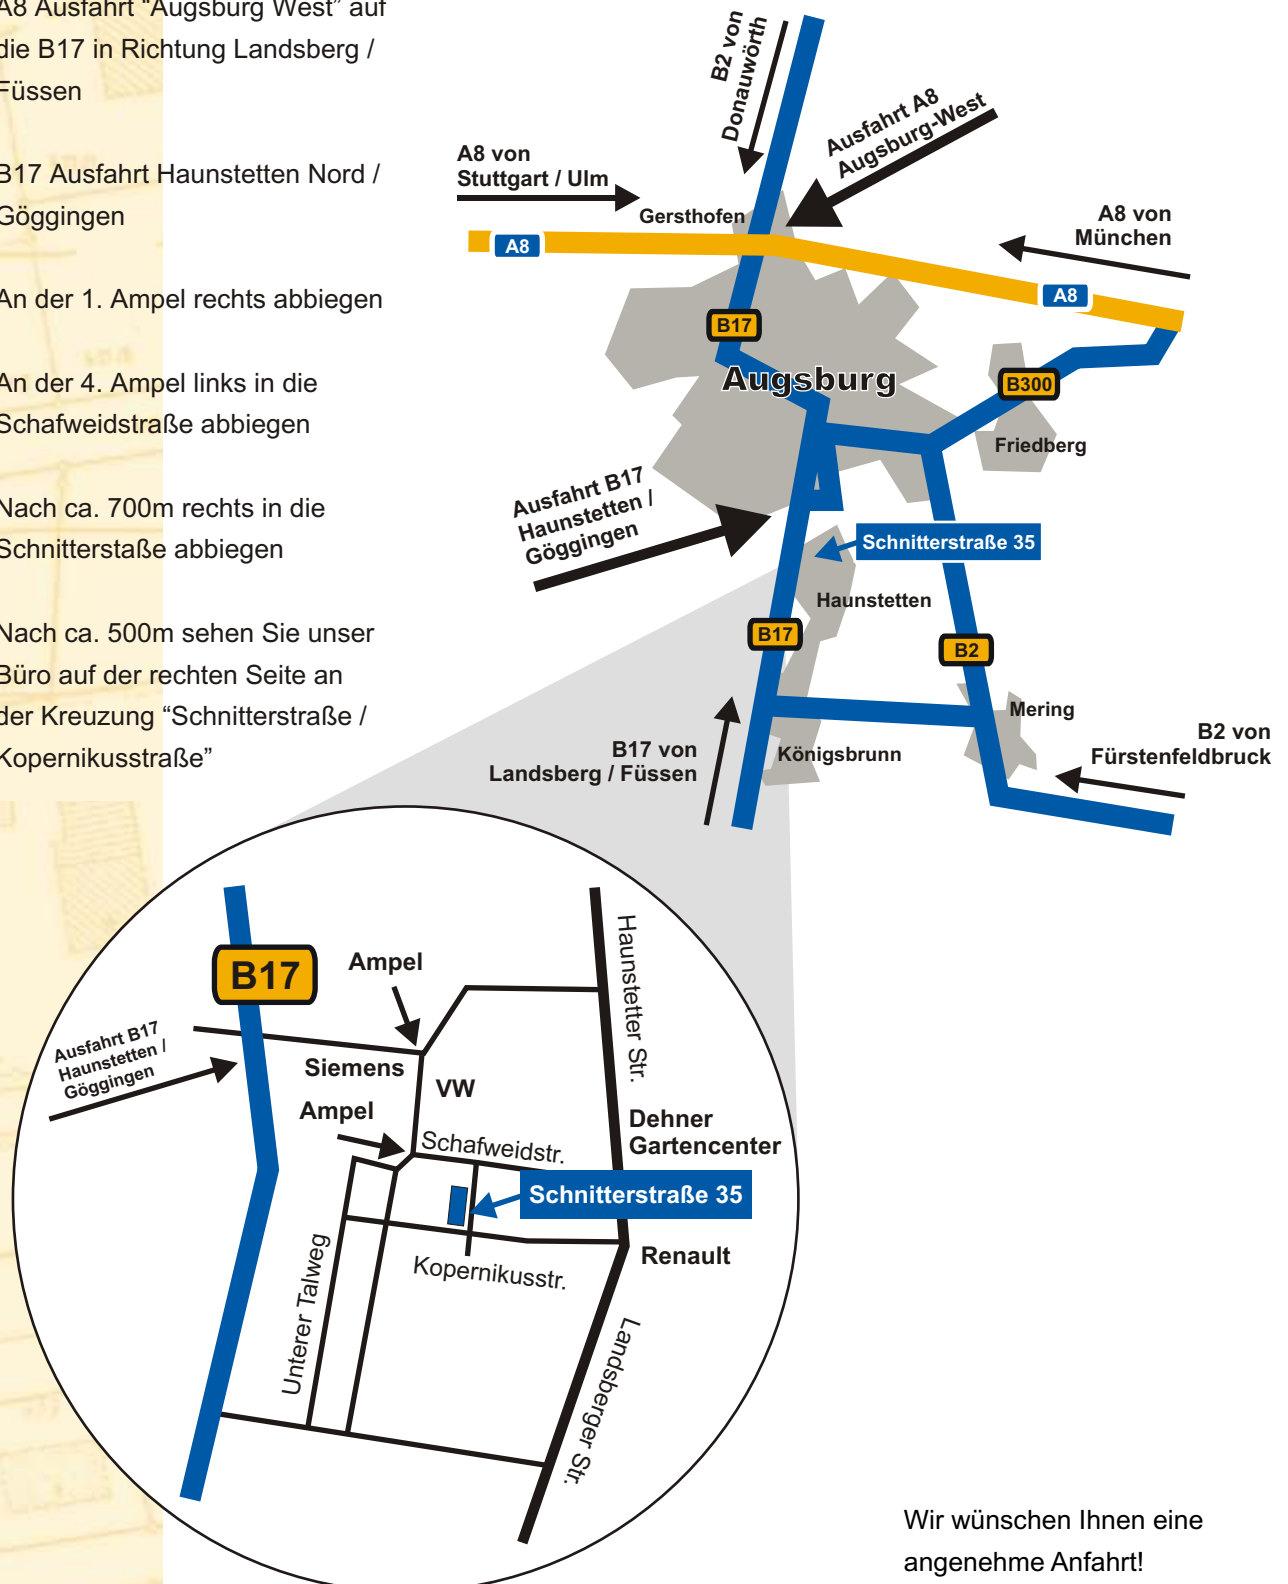 A8 Ausfahrt “Augsburg West” auf
die B17 in Richtung Landsberg /
Füssen
B17 Ausfahrt Haunstetten Nord /
Göggingen
An der 1. Ampel rechts abbiegen
An der 4. Ampel links in die
Schafweidstraße abbiegen
Nach ca. 700m rechts in die
Schnitterstaße abbiegen
Nach ca. 500m sehen Sie unser
Büro auf der rechten Seite an
der Kreuzung “Schnitterstraße /
Kopernikusstraße”
B2 von
Donauwörth
Ausfahrt A8
Augsburg-West
A8 von
Stuttgart / Ulm
Gersthofen
A8 von
München
A8
A8
B17
Augsburg
B300
Friedberg
Ausfahrt B17
Haunstetten /
Göggingen
Schnitterstraße 35
Haunstetten
B17
B2
Mering
B17 von
Landsberg / Füssen
Königsbrunn
B2 von
Fürstenfeldbruck
B17
Ampel
Haunstetter Str.
Ausfahrt B17
Haunstetten /
Göggingen
Siemens
VW
Ampel
Schafweidstr.
Dehner
Gartencenter
Schnitterstraße 35
Unterer Talweg
Kopernikusstr.
Renault
Landsberger Str.
Wir wünschen Ihnen eine
angenehme Anfahrt!